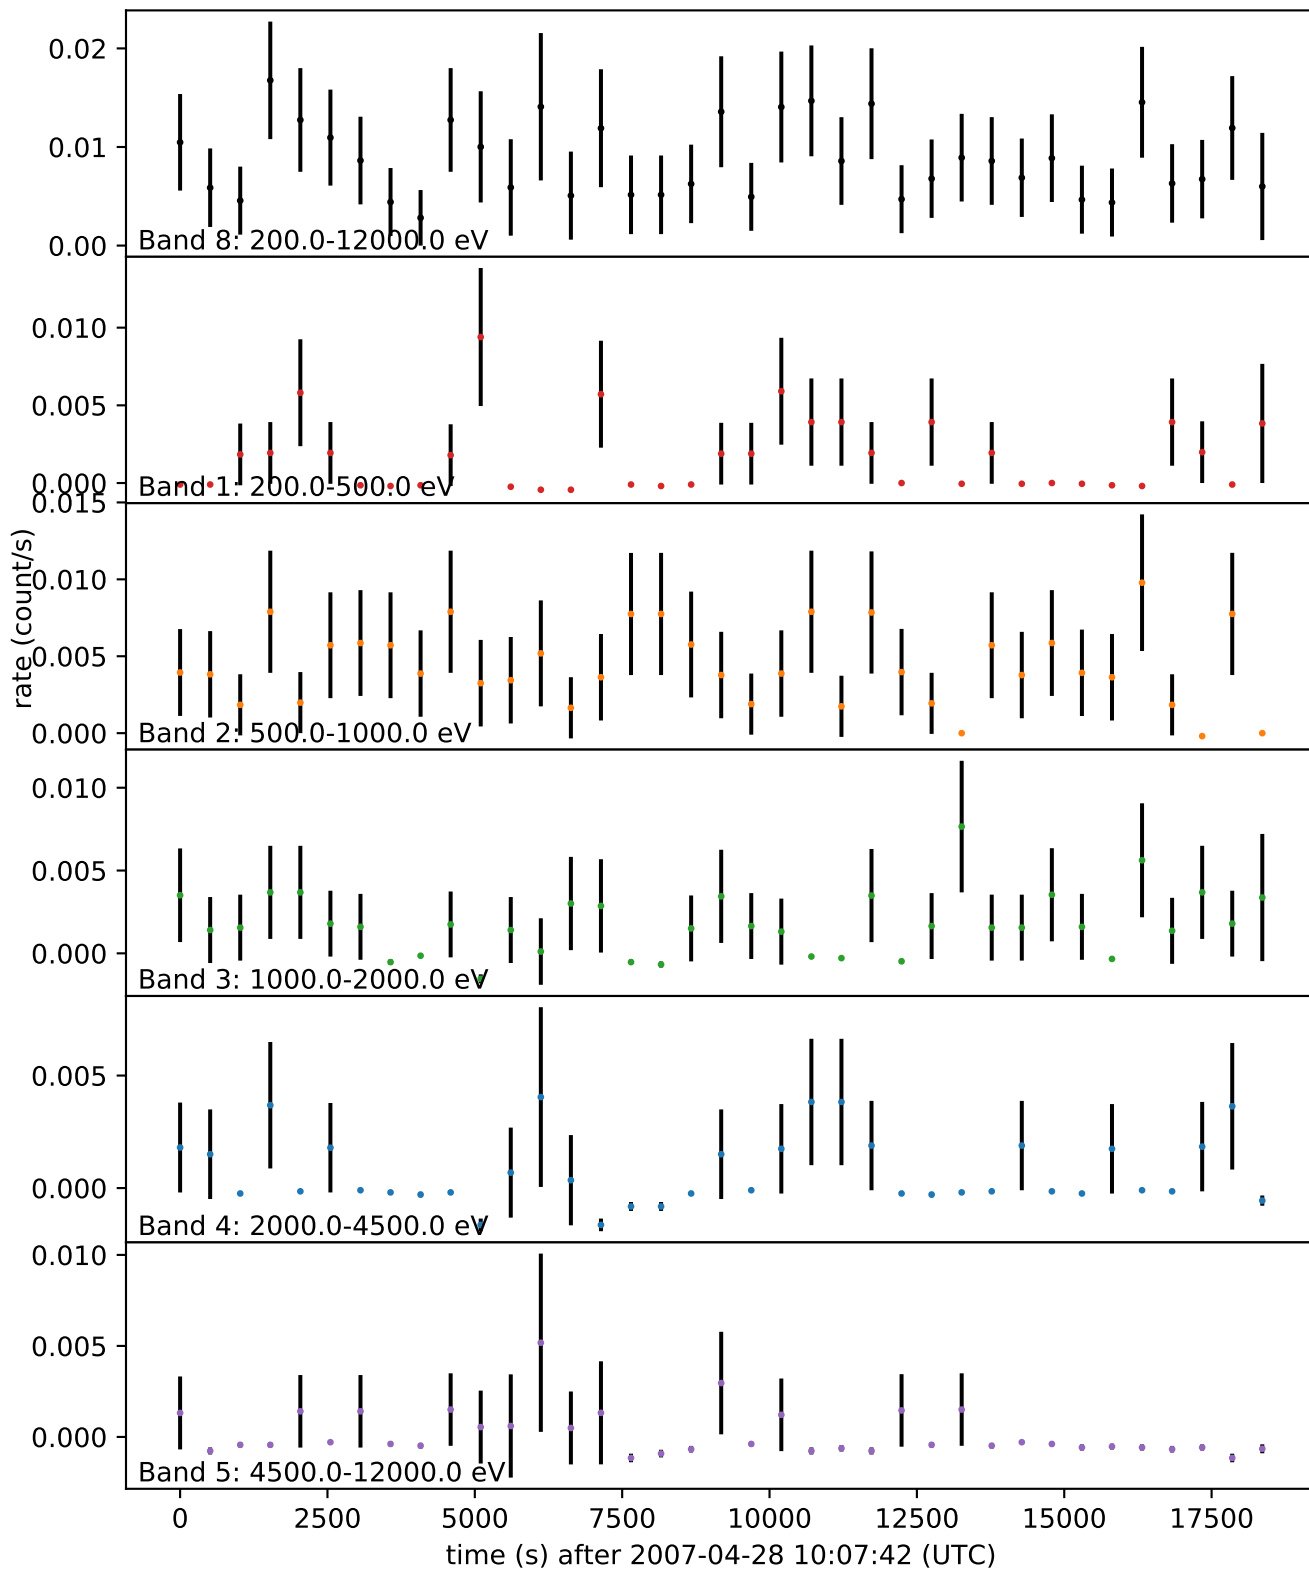 0.02
0.01
0.00
Band 8: 200.0-12000.0 eV
0.010
0.005
0.000
Band 1: 200.0-500.0 eV
0.015
0.010
0.005
0.000
Band 2: 500.0-1000.0 eV
rate (count/s)
0.010
0.005
0.000
Band 3: 1000.0-2000.0 eV
0.005
0.000
Band 4: 2000.0-4500.0 eV
0.010
0.005
0.000
Band 5: 4500.0-12000.0 eV
0 2500 5000 7500 10000 12500 15000 17500
time (s) after 2007-04-28 10:07:42 (UTC)